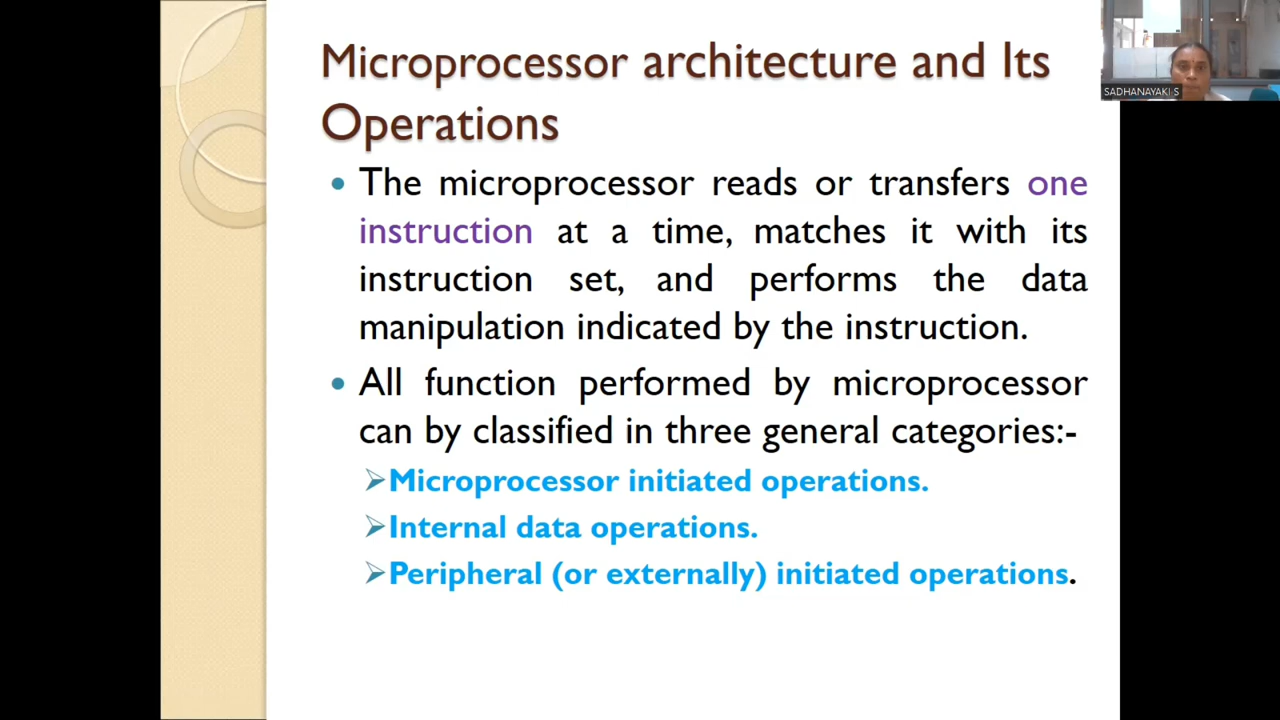 Microprocessor architecture and Its
Operations
• The microprocessor reads or transfers one
instruction at a time, matches it with its
instruction set, and performs the data
manipulation indicated by the instruction.
• All function performed by microprocessor
can by classified in three general categories:-
➢Microprocessor initiated operations.
➢Internal data operations.
➢Peripheral (or externally) initiated operations.
SADHANAYAKI S